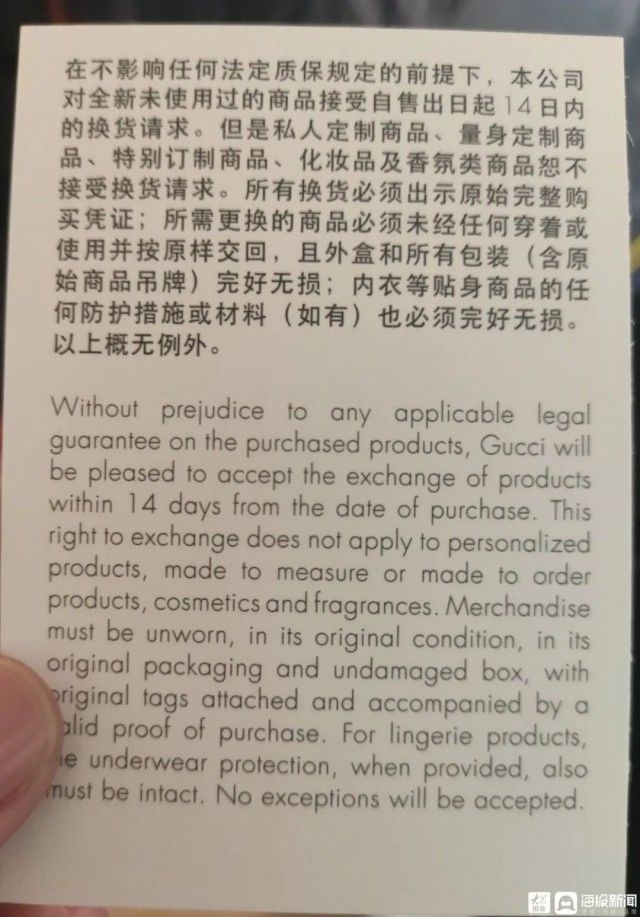 在不影响任何法定质保规定的前提下，本公司
对全新未使用过的商品接受自售出日起14日内
的换货请求。但是私人定制商品、量身定制商
品、特别订制商品、化妆品及香氛类商品恕不
接受换货请求。所有换货必须出示原始完整购
买凭证；所需更换的商品必须未经任何穿着或
使用并按原样交回，且外盒和所有包装（含原
始商品吊牌）完好无损；内衣等贴身商品的任
何防护措施或材料（如有）也必须完好无损。
以上概无例外。
Without prejudice to any applicable legal
guarantee on the purchased products, Gucci will
be pleased to accept the exchange of products
within 14 days from the date of purchase. This
right to exchange does not apply to personalized
products, made to measure or made to order
products, cosmetics and fragrances. Merchandise
must be unworn, in its original condition, in its
original packaging and undamaged box, with
original tags attached and accompanied by a
alid proof of purchase. For lingerie products,
e underwear protection, when provided, also
must be intact. No exceptions will be accepted.
海报新闻